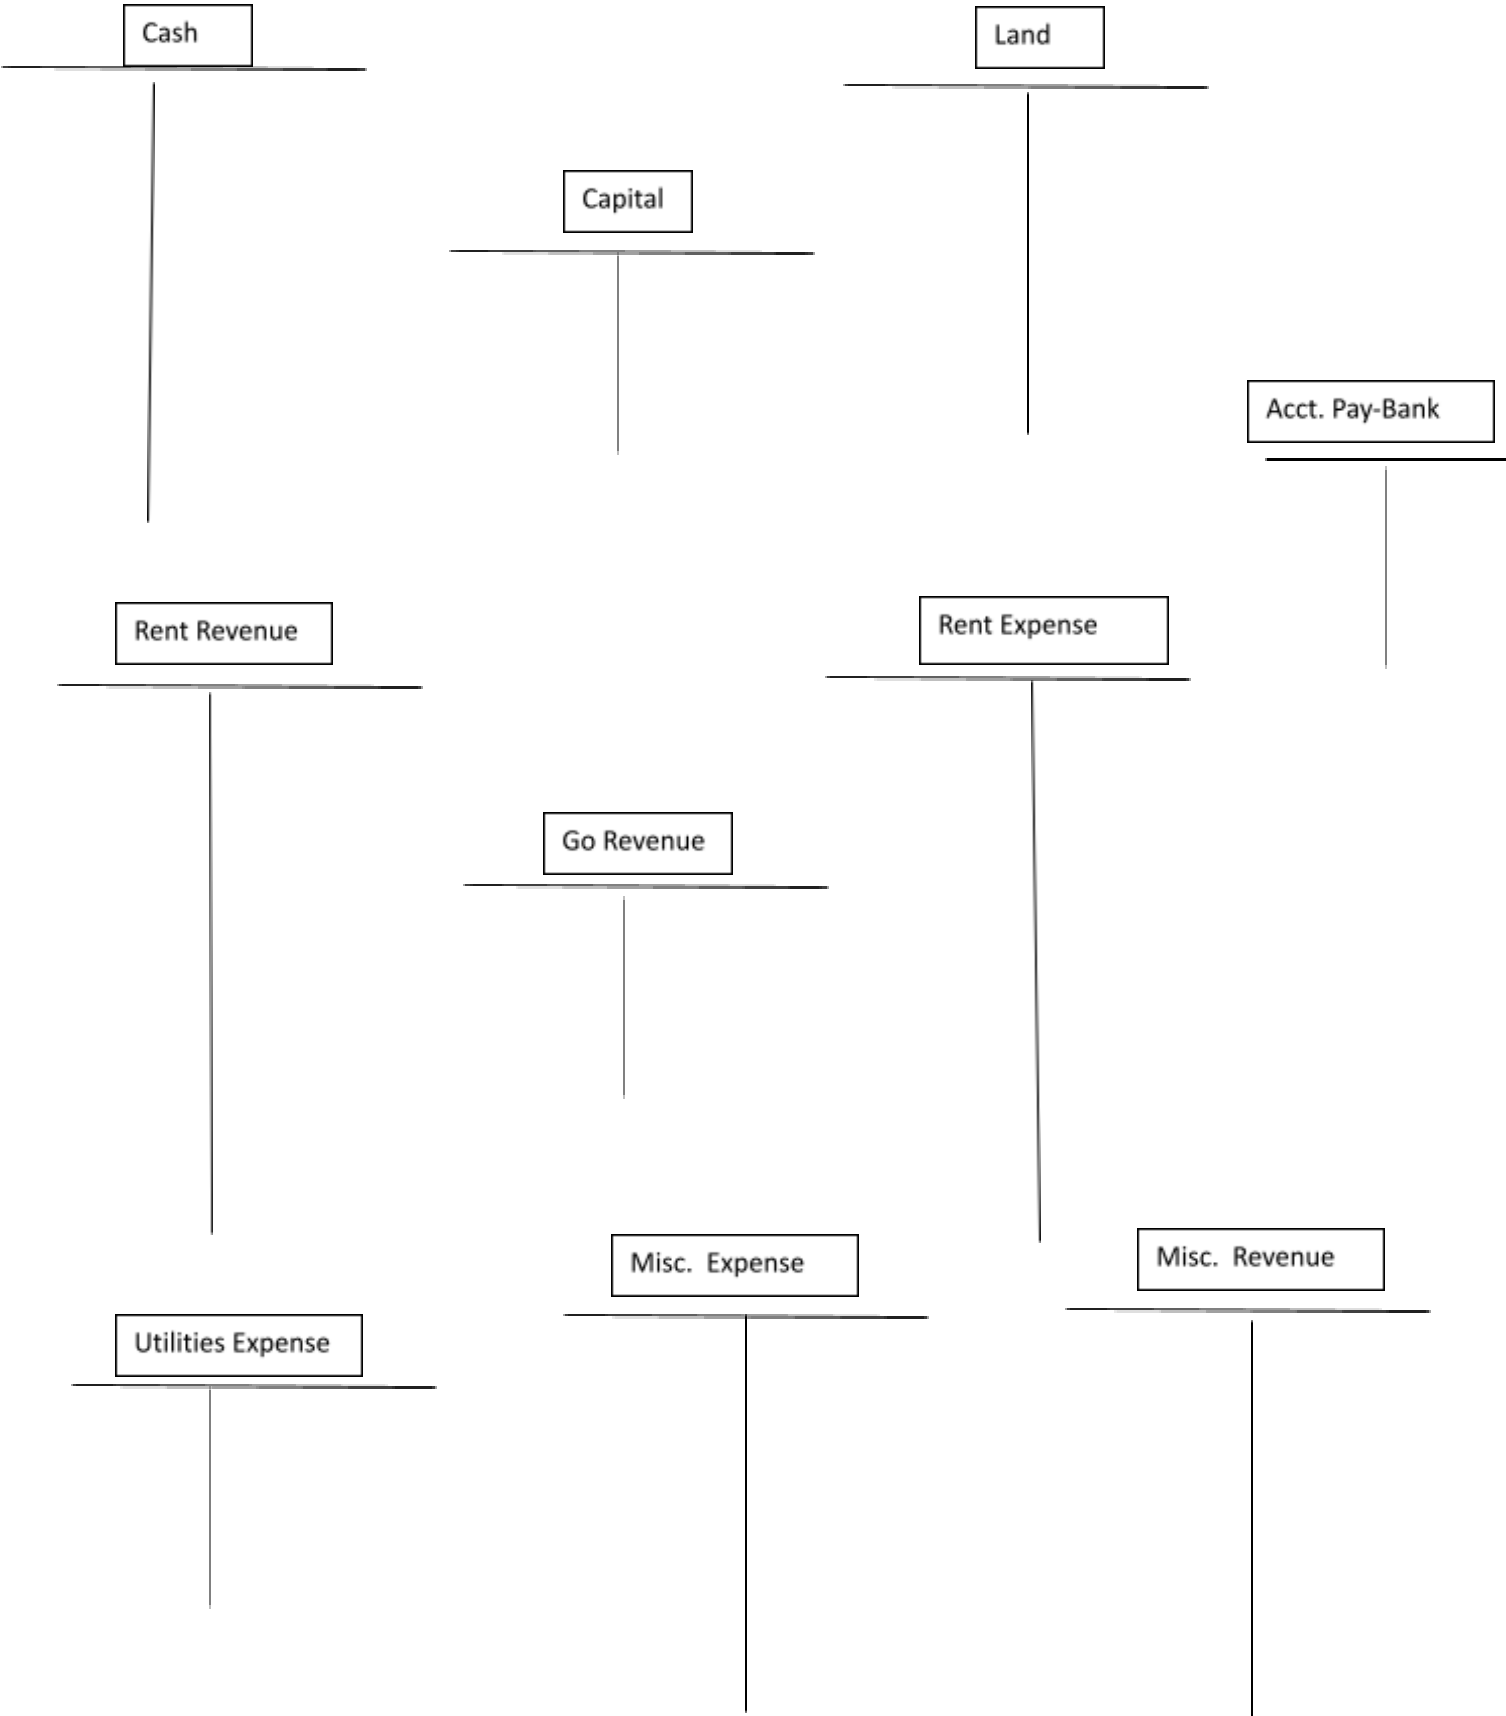 Cash
Land
Capital
Acct. Pay-Bank
Rent Revenue
Rent Expense
Go Revenue
Misc.  Expense
Misc.  Revenue
Utilities Expense